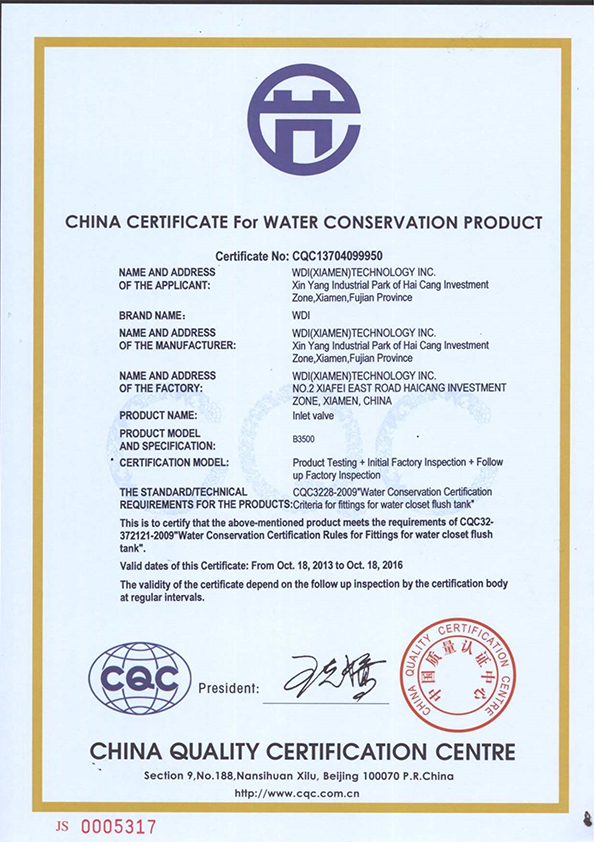 CHINA CERTIFICATE For WATER CONSERVATION PRODUCT
Certificate No: CQC13704099950
NAME AND ADDRESS
OF THE APPLICANT:
WDI(XIAMEN)TECHNOLOGY INC.
Xin Yang Industrial Park of Hai Cang Investment
Zone,Xiamen,Fujian Province
BRAND NAME:
WDI
NAME AND ADDRESS
OF THE MANUFACTURER:
WDI(XIAMEN)TECHNOLOGY INC.
Xin Yang Industrial Park of Hai Cang Investment
Zone,Xiamen,Fujian Province
NAME AND ADDRESS
OF THE FACTORY:
WDI(XIAMEN)TECHNOLOGY INC.
NO.2 XIAFEI EAST ROAD HAICANG INVESTMENT
ZONE, XIAMEN, CHINA
PRODUCT NAME:
Inlet valve
PRODUCT MODEL
AND SPECIFICATION:
B3500
CERTIFICATION MODEL:
Product Testing + Initial Factory Inspection + Follow
up Factory Inspection
THE STANDARD/TECHNICAL
REQUIREMENTS FOR THE PRODUCTS:
CQC3228-2009"Water Conservation Certification
Criteria for fittings for water closet flush tank"
This is to certify that the above-mentioned product meets the requirements of CQC32-
372121-2009"Water Conservation Certification Rules for Fittings for water closet flush
tank".
Valid dates of this Certificate: From Oct. 18, 2013 to Oct. 18, 2016
The validity of the certificate depend on the follow up inspection by the certification body
at regular intervals.
CQC
President:
CHINA QUALITY CERTIFICATION CENTRE
中国质量认证中心
CHINA QUALITY CERTIFICATION CENTRE
Section 9,No.188,Nansihuan Xilu, Beijing 100070 P.R.China
http://www.cqc.com.cn
JS 0005317